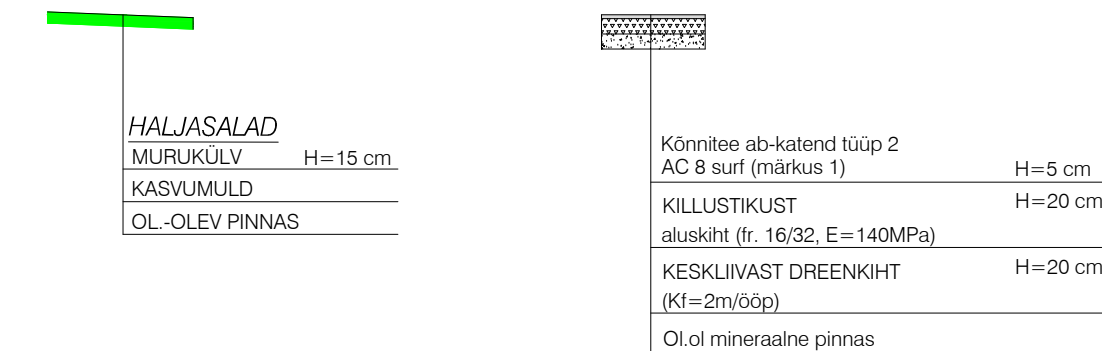 HALJASALAD
MURUKÜLV H=15 cm
KASVUMULD
OL.-OLEV PINNAS
Kõnnitee ab-katend tüüp 2
AC 8 surf (märkus 1) H=5 cm
KILLUSTIKUST H=20 cm
aluskiht (fr. 16/32, E=140MPa)
KESKLIIVAST DREENKIHT H=20 cm
(Kf=2m/ööp)
Ol.ol mineraalne pinnas